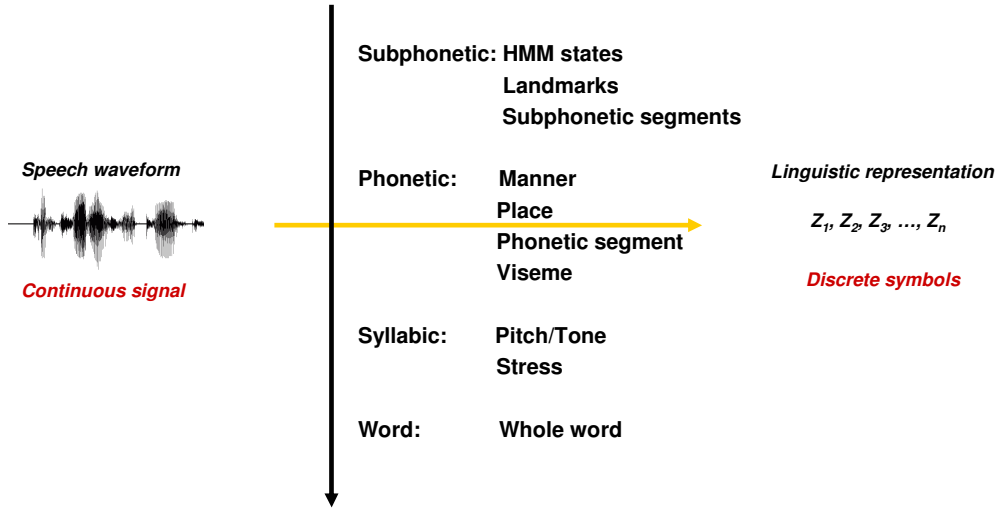 Speech waveform
Continuous signal
Subphonetic: HMM states
Landmarks
Subphonetic segments
Phonetic: Manner
Place
Phonetic segment
Viseme
Syllabic: Pitch/Tone
Stress
Word: Whole word
Linguistic representation
Z1, Z2, Z3, …, Zn
Discrete symbols